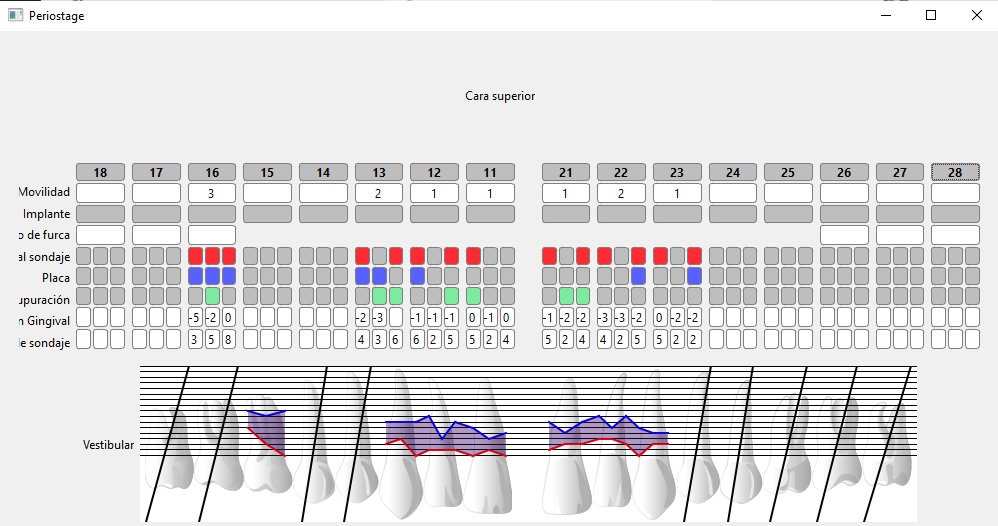 Periostage
Cara superior
18 17 16 15 14 13 12 11 21 22 23 24 25 26 27 28
Movilidad 3 2 1 1 1 2 1
Implante
o de furca
al sondaje
Placa
upuración
n Gingival -5 -2 0 -2 -3 -1 -1 -1 0 -1 0 -1 -2 -2 -3 -3 -2 0 -2 -2
e sondaje 3 5 8 4 3 6 6 2 5 5 2 4 5 2 4 4 2 5 5 2 2
Vestibular